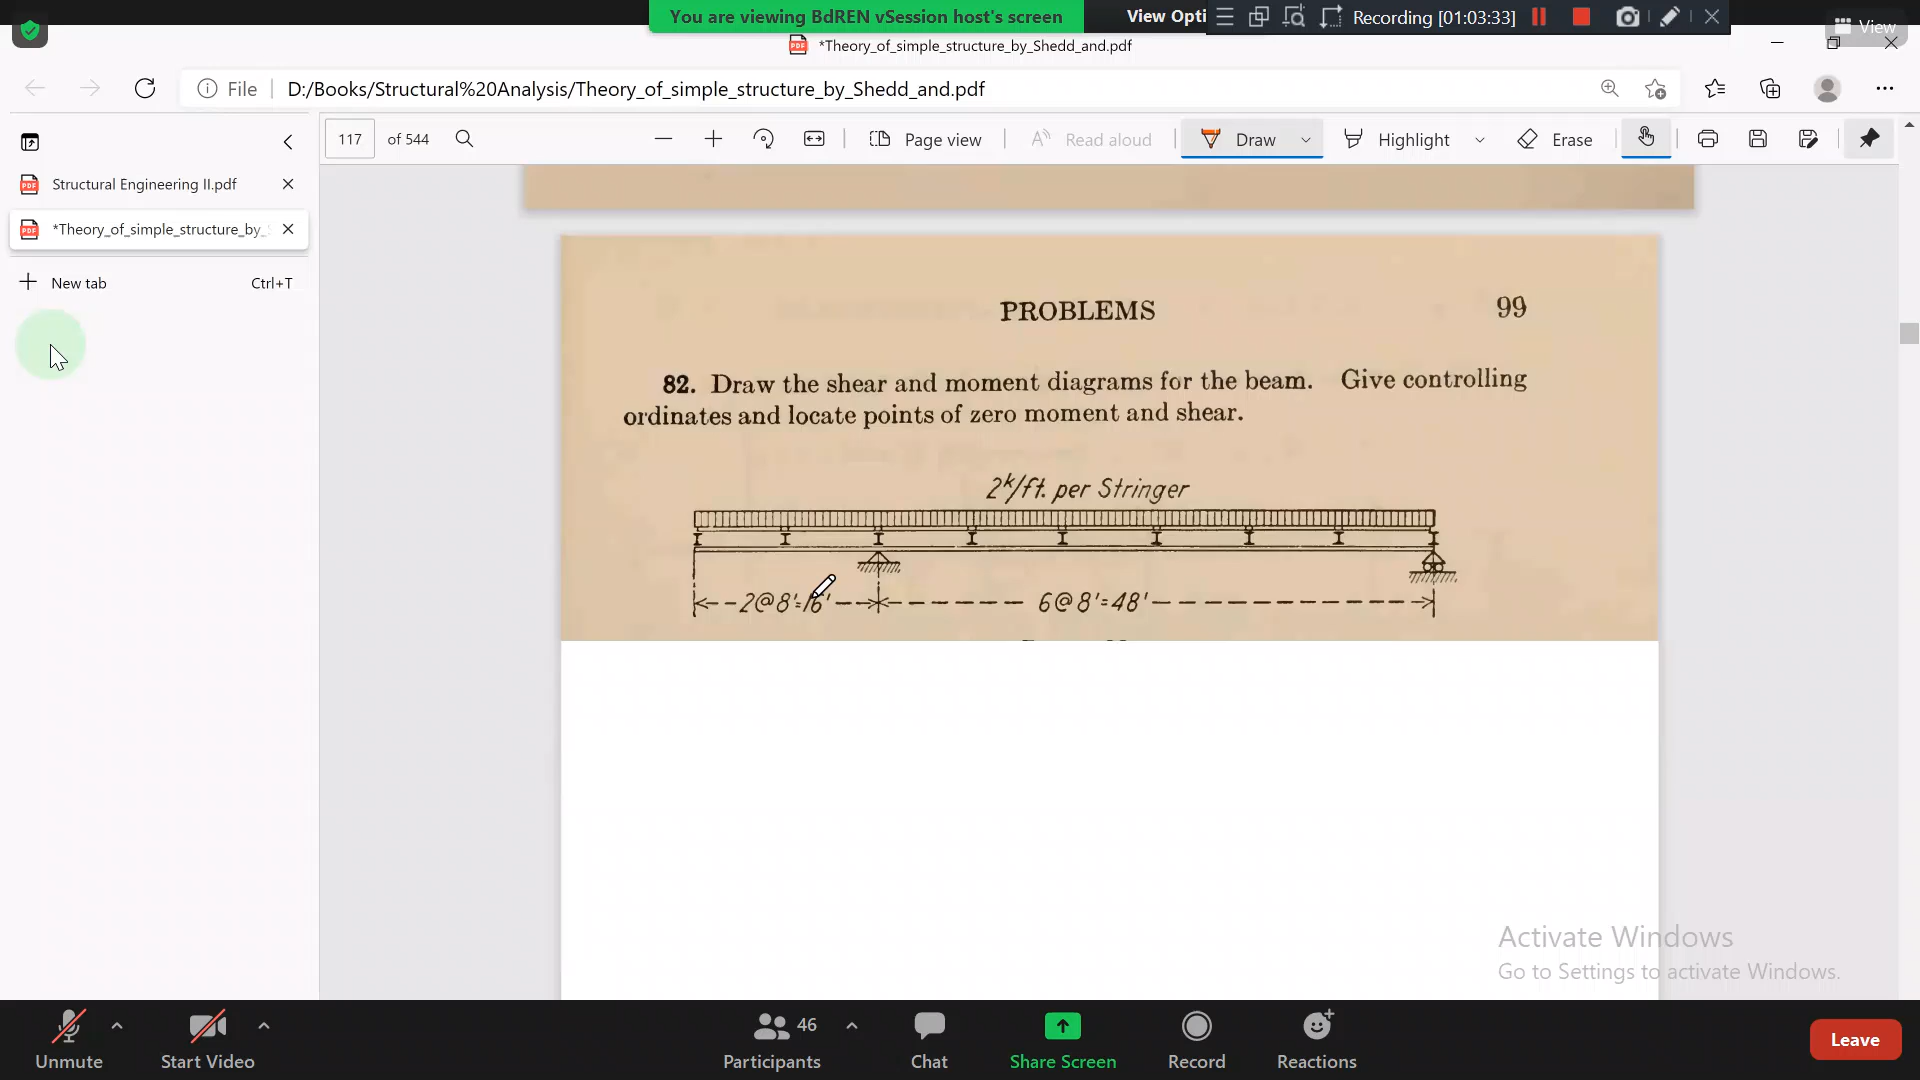 You are viewing BdREN vSession host's screen
View Opti
Recording [01:03:33]
View
*Theory_of_simple_structure_by_Shedd_and.pdf
File
D:/Books/Structural%20Analysis/Theory_of_simple_structure_by_Shedd_and.pdf
117 of 544
Page view
Read aloud
Draw
Highlight
Erase
Structural Engineering II.pdf
*Theory_of_simple_structure_by_S
New tab
Ctrl+T
PROBLEMS
99
82. Draw the shear and moment diagrams for the beam. Give controlling
ordinates and locate points of zero moment and shear.
2k/ft. per Stringer
2@8'=16'
6@8'=48'
Activate Windows
Go to Settings to activate Windows.
Unmute
Start Video
46
Participants
Chat
Share Screen
Record
Reactions
Leave